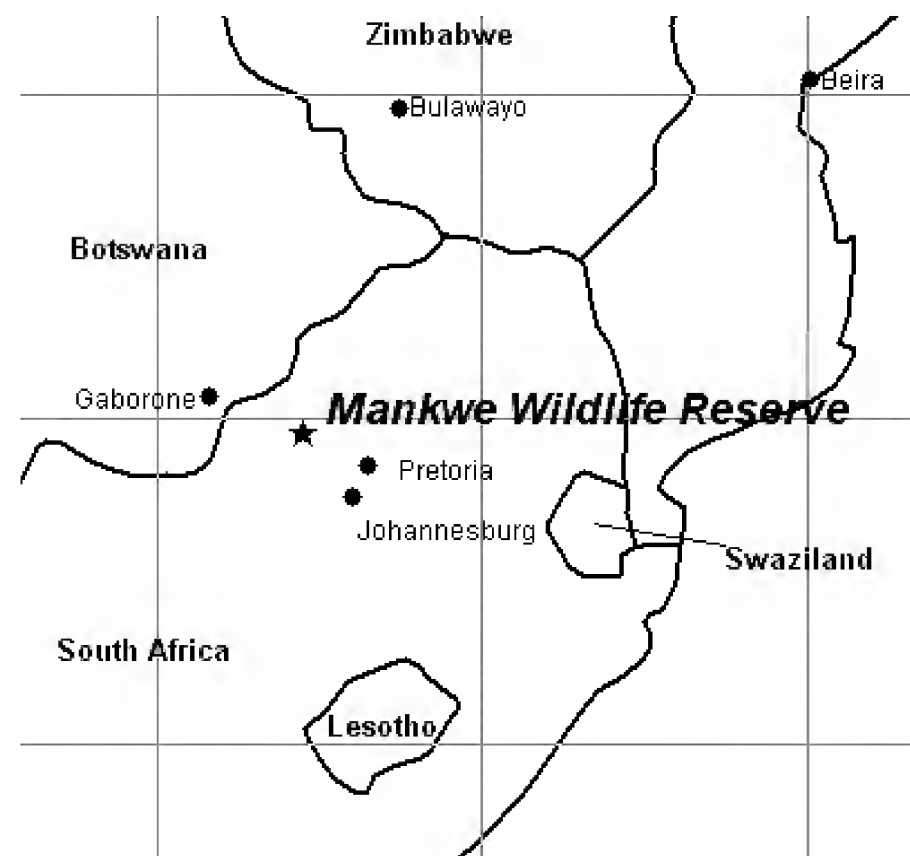 Zimbabwe
Beira
Bulawayo
Botswana
Gaborone
Mankwe Wildlife Reserve
Pretoria
Johannesburg
Swaziland
South Africa
Lesotho